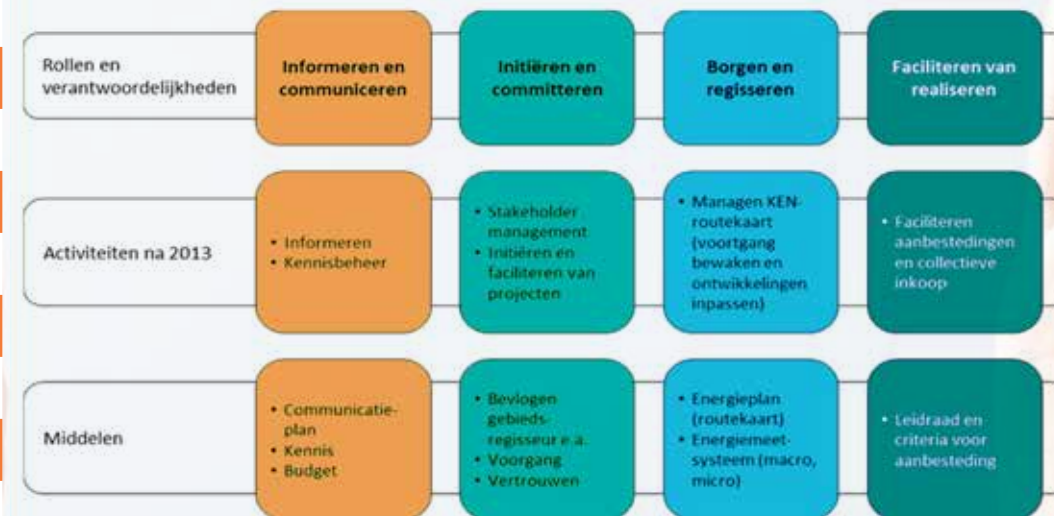 Rollen en
verantwoordelijkheden
Informeren en
communiceren
Initiëren en
committeren
Borgen en
regisseren
Faciliteren van
realiseren
Activiteiten na 2013
• Informeren
• Kennisbeheer
• Stakeholder
management
• Initiëren en
faciliteren van
projecten
• Managen KEN-
routekaart
(voortgang
bewaken en
ontwikkelingen
inpassen)
• Faciliteren
aanbestedingen
en collectieve
inkoop
Middelen
• Communicatie-
plan
• Kennis
• Budget
• Bevlogen
gebieds-
regisseur e.a.
• Voorgang
• Vertrouwen
• Energieplan
(routekaart)
• Energiemeet-
systeem (macro,
micro)
• Leidraad en
criteria voor
aanbesteding